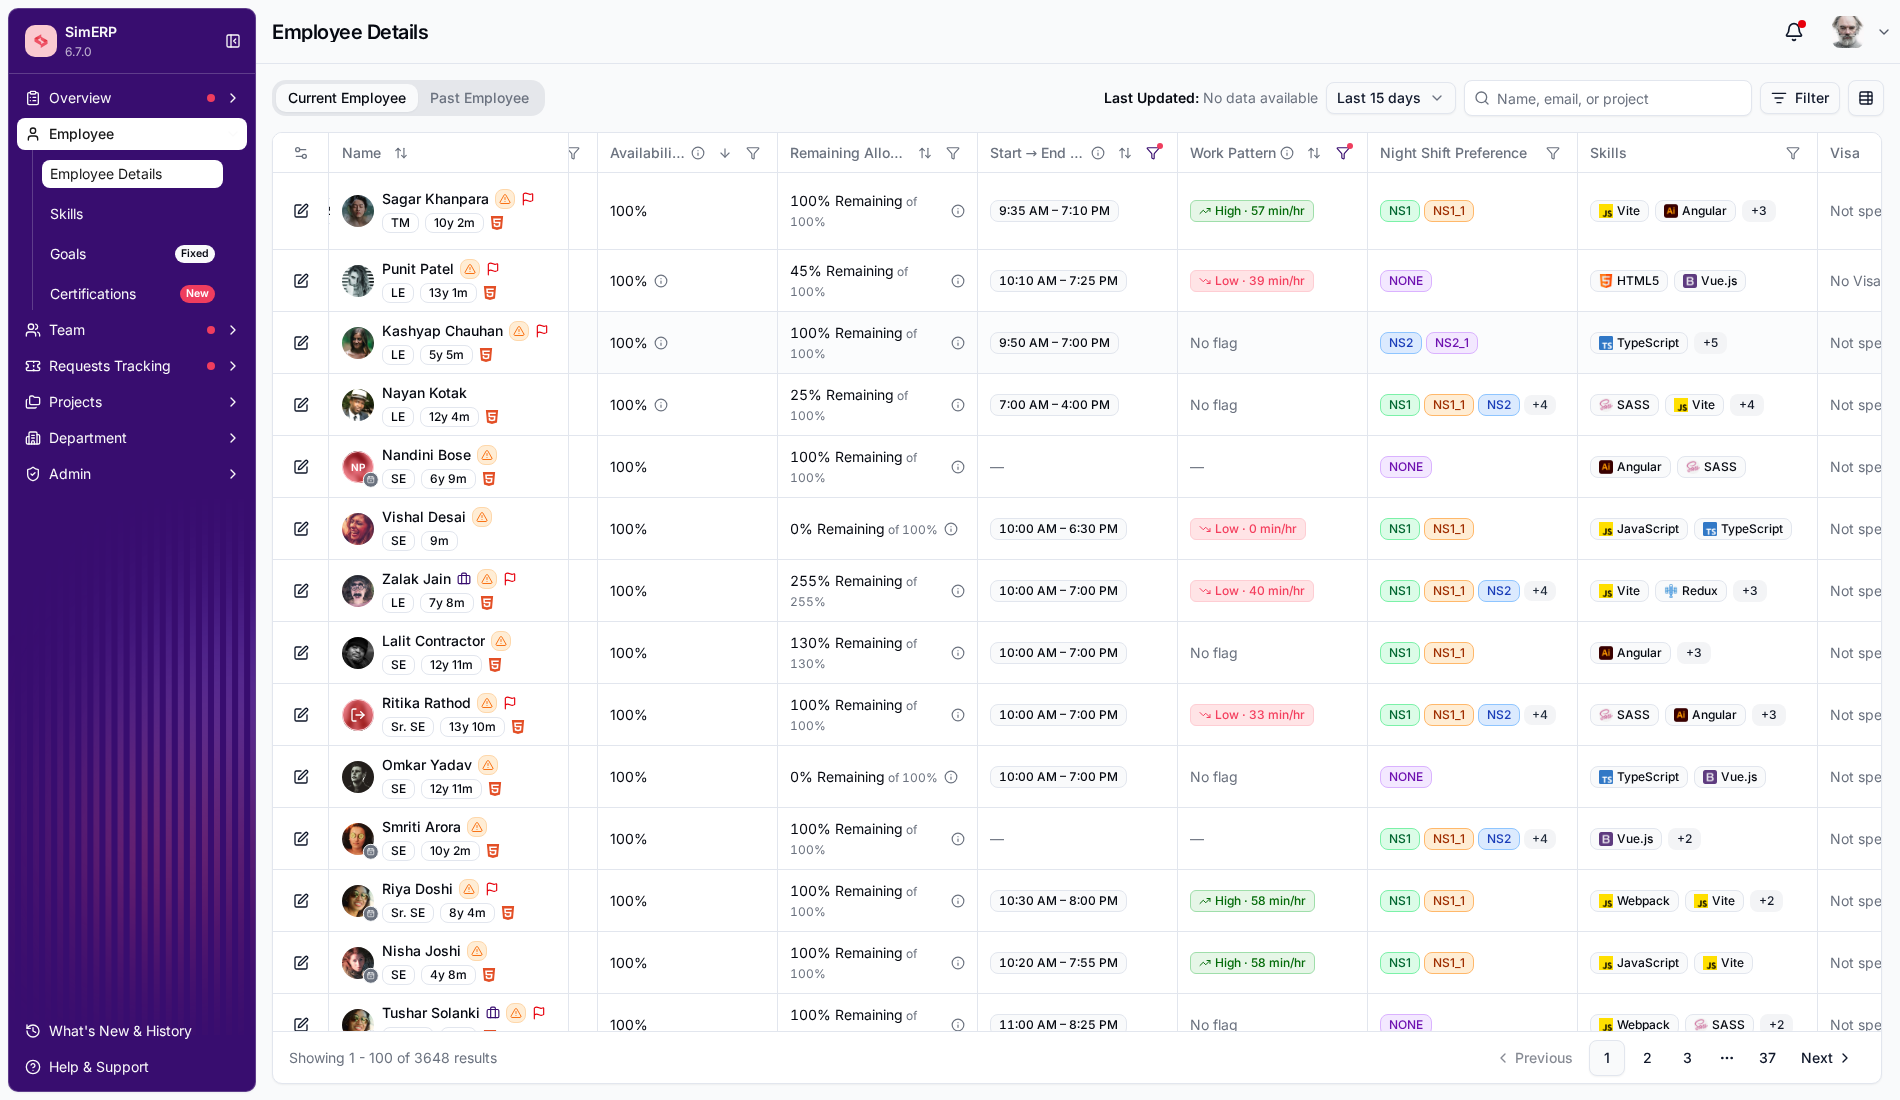 SimERP
6.7.0
Overview
Employee
Employee Details
Skills
Goals Fixed
Certifications New
Team
Requests Tracking
Projects
Department
Admin
What's New & History
Help & Support
Employee Details
Current Employee Past Employee
Last Updated: No data available Last 15 days Name, email, or project Filter
Name Availabili... Remaining Allo... Start → End ... Work Pattern Night Shift Preference Skills Visa
Sagar Khanpara
TM 10y 2m
100% 100% Remaining of 100% 9:35 AM – 7:10 PM High · 57 min/hr NS1 NS1_1 Vite Angular +3 Not spe
Punit Patel
LE 13y 1m
100% 45% Remaining of 100% 10:10 AM – 7:25 PM Low · 39 min/hr NONE HTML5 Vue.js No Visa
Kashyap Chauhan
LE 5y 5m
100% 100% Remaining of 100% 9:50 AM – 7:00 PM No flag NS2 NS2_1 TypeScript +5 Not spe
Nayan Kotak
LE 12y 4m
100% 25% Remaining of 100% 7:00 AM – 4:00 PM No flag NS1 NS1_1 NS2 +4 SASS Vite +4 Not spe
NP Nandini Bose
SE 6y 9m
100% 100% Remaining of 100% — — NONE Angular SASS Not spe
Vishal Desai
SE 9m
100% 0% Remaining of 100% 10:00 AM – 6:30 PM Low · 0 min/hr NS1 NS1_1 JavaScript TypeScript Not spe
Zalak Jain
LE 7y 8m
100% 255% Remaining of 255% 10:00 AM – 7:00 PM Low · 40 min/hr NS1 NS1_1 NS2 +4 Vite Redux +3 Not spe
Lalit Contractor
SE 12y 11m
100% 130% Remaining of 130% 10:00 AM – 7:00 PM No flag NS1 NS1_1 Angular +3 Not spe
Ritika Rathod
Sr. SE 13y 10m
100% 100% Remaining of 100% 10:00 AM – 7:00 PM Low · 33 min/hr NS1 NS1_1 NS2 +4 SASS Angular +3 Not spe
Omkar Yadav
SE 12y 11m
100% 0% Remaining of 100% 10:00 AM – 7:00 PM No flag NONE TypeScript Vue.js Not spe
Smriti Arora
SE 10y 2m
100% 100% Remaining of 100% — — NS1 NS1_1 NS2 +4 Vue.js +2 Not spe
Riya Doshi
Sr. SE 8y 4m
100% 100% Remaining of 100% 10:30 AM – 8:00 PM High · 58 min/hr NS1 NS1_1 Webpack Vite +2 Not spe
Nisha Joshi
SE 4y 8m
100% 100% Remaining of 100% 10:20 AM – 7:55 PM High · 58 min/hr NS1 NS1_1 JavaScript Vite Not spe
Tushar Solanki
100% 100% Remaining of 11:00 AM – 8:25 PM No flag NONE Webpack SASS +2 Not spe
Showing 1 - 100 of 3648 results
Previous 1 2 3 ... 37 Next